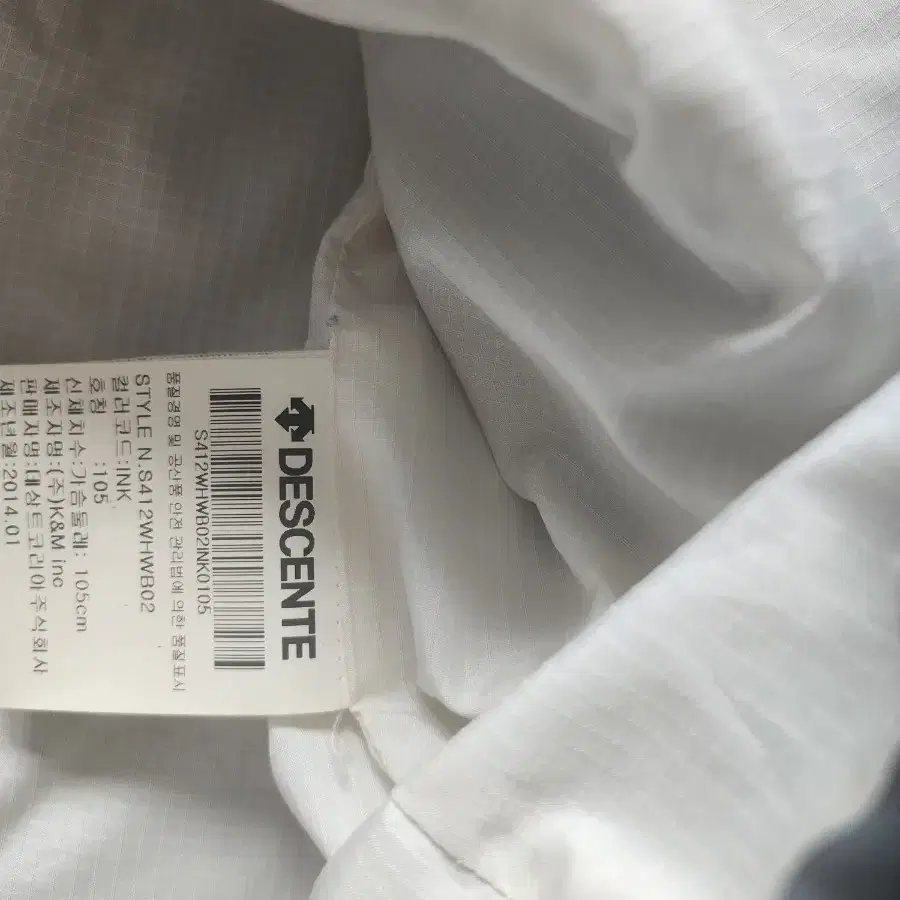 DESCENTE
S412WHWB02INK0105
품질경영 및 공산품 안전 관리법에 의한 품질표시
STYLE N.S412WHWB02
컬러코드:INK
호칭 :105
신체치수:가슴둘레: 105cm
제조자명:(주)K&M inc
판매자명:데상트코리아주식회사
제조년월:2014.01